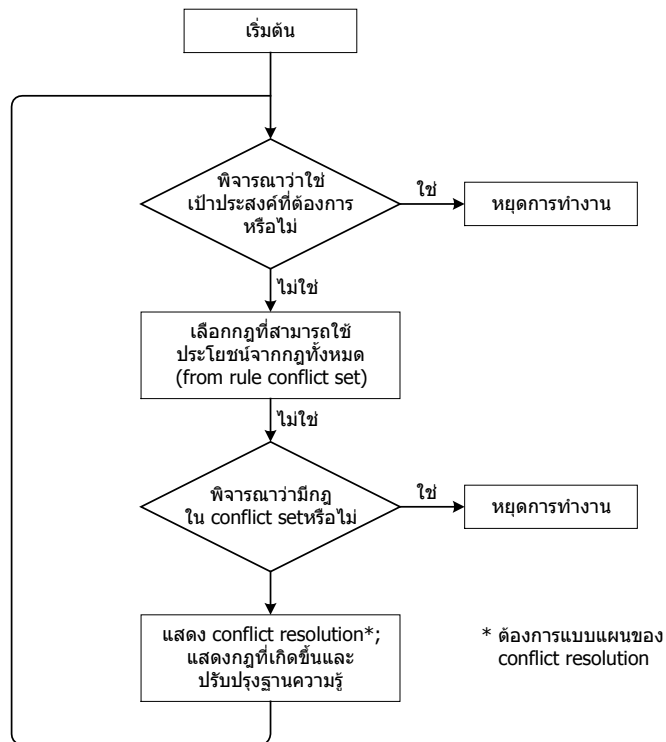 เริ่มต้น
พิจารณาว่าใช่
เป้าประสงค์ที่ต้องการ
หรือไม่
ใช่
หยุดการทำงาน
ไม่ใช่
เลือกกฎที่สามารถใช้
ประโยชน์จากกฎทั้งหมด
(from rule conflict set)
ไม่ใช่
พิจารณาว่ามีกฎ
ใน conflict setหรือไม่
ใช่
หยุดการทำงาน
แสดง conflict resolution*;
แสดงกฎที่เกิดขึ้นและ
ปรับปรุงฐานความรู้
* ต้องการแบบแผนของ
conflict resolution